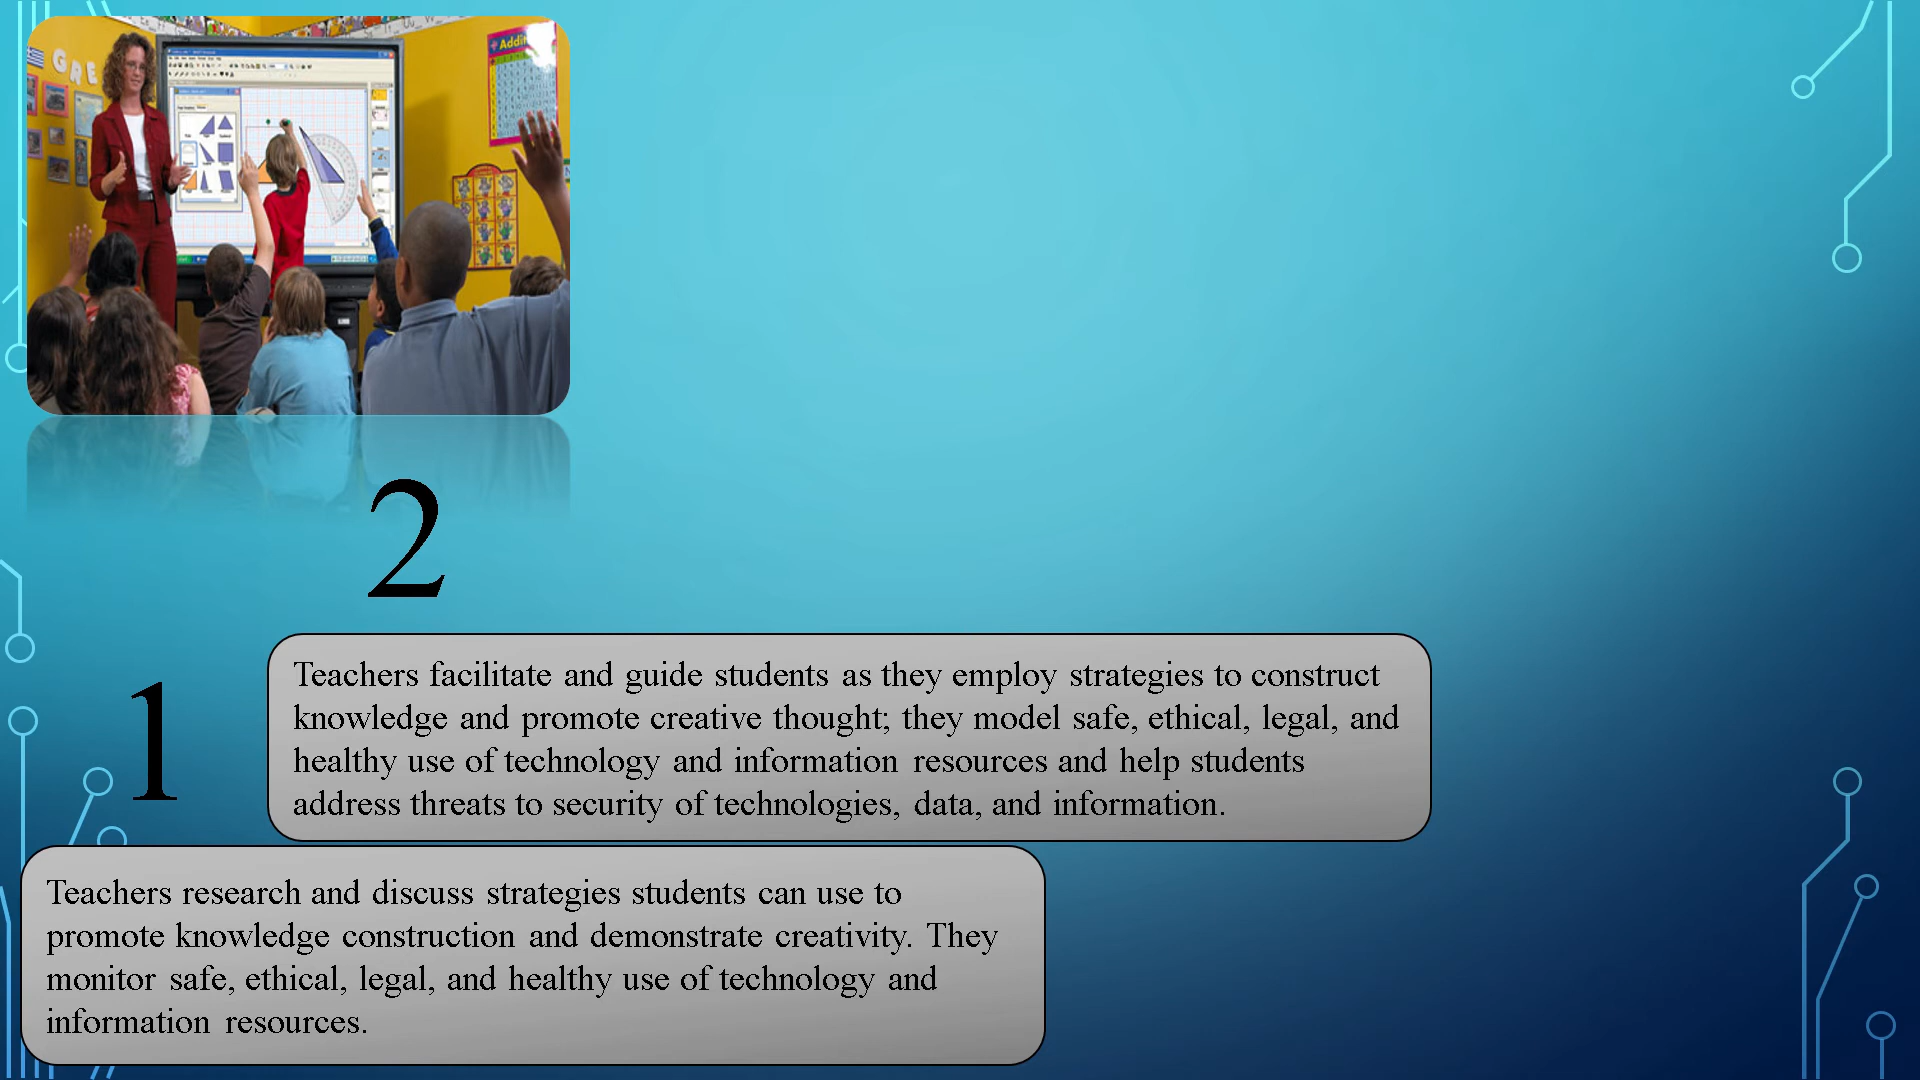 GRE
Addit
2
Teachers facilitate and guide students as they employ strategies to construct
knowledge and promote creative thought; they model safe, ethical, legal, and
healthy use of technology and information resources and help students
address threats to security of technologies, data, and information.
1
Teachers research and discuss strategies students can use to
promote knowledge construction and demonstrate creativity. They
monitor safe, ethical, legal, and healthy use of technology and
information resources.